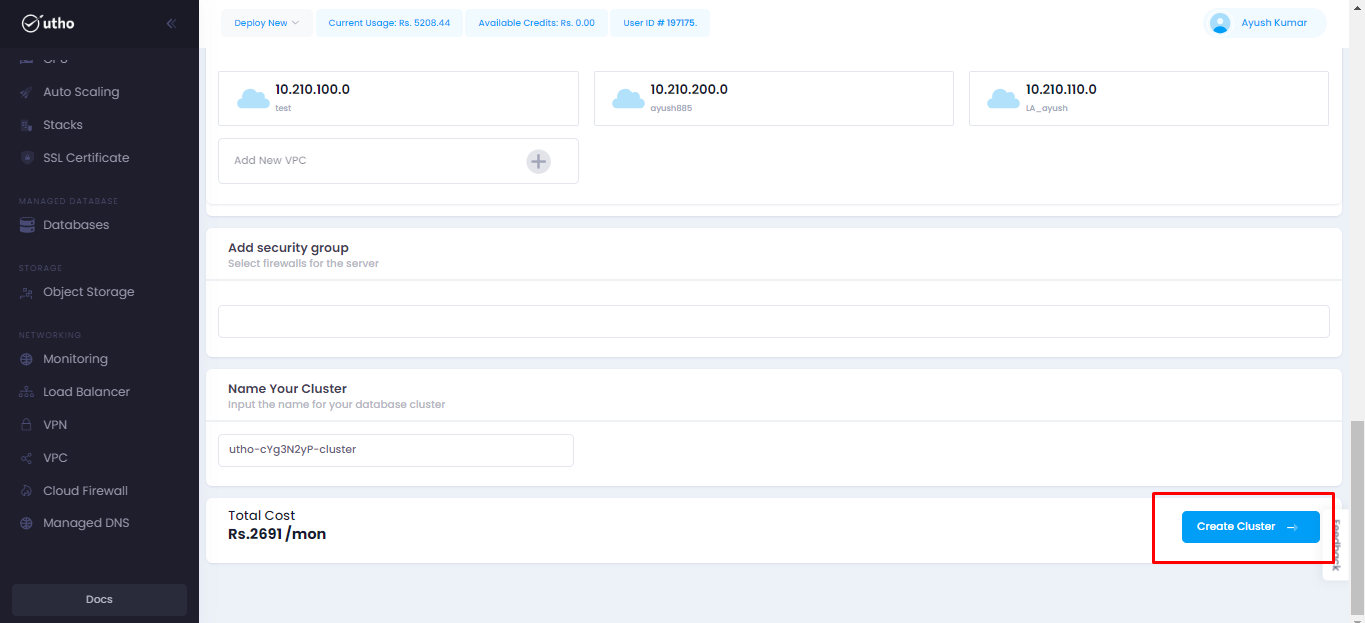 utho
Deploy New
Current Usage: Rs. 5208.44
Available Credits: Rs. 0.00
User ID # 197175.
Ayush Kumar
Auto Scaling
Stacks
SSL Certificate
MANAGED DATABASE
Databases
STORAGE
Object Storage
NETWORKING
Monitoring
Load Balancer
VPN
VPC
Cloud Firewall
Managed DNS
Docs
10.210.100.0
test
10.210.200.0
ayush885
10.210.110.0
LA_ayush
Add New VPC
Add security group
Select firewalls for the server
Name Your Cluster
Input the name for your database cluster
utho-cYg3N2yP-cluster
Total Cost
Rs.2691 /mon
Create Cluster
Feedback